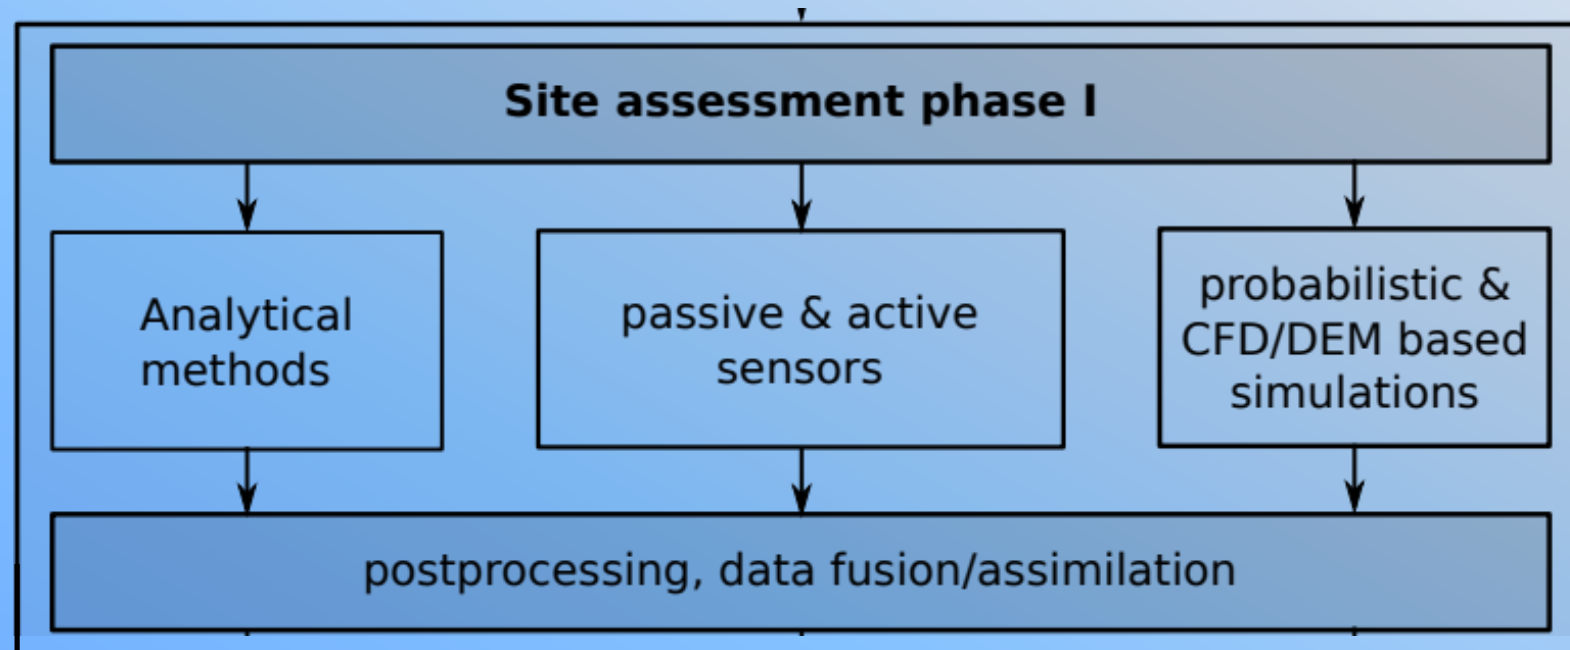 Site assessment phase I
Analytical
methods
passive & active
sensors
probabilistic &
CFD/DEM based
simulations
postprocessing, data fusion/assimilation